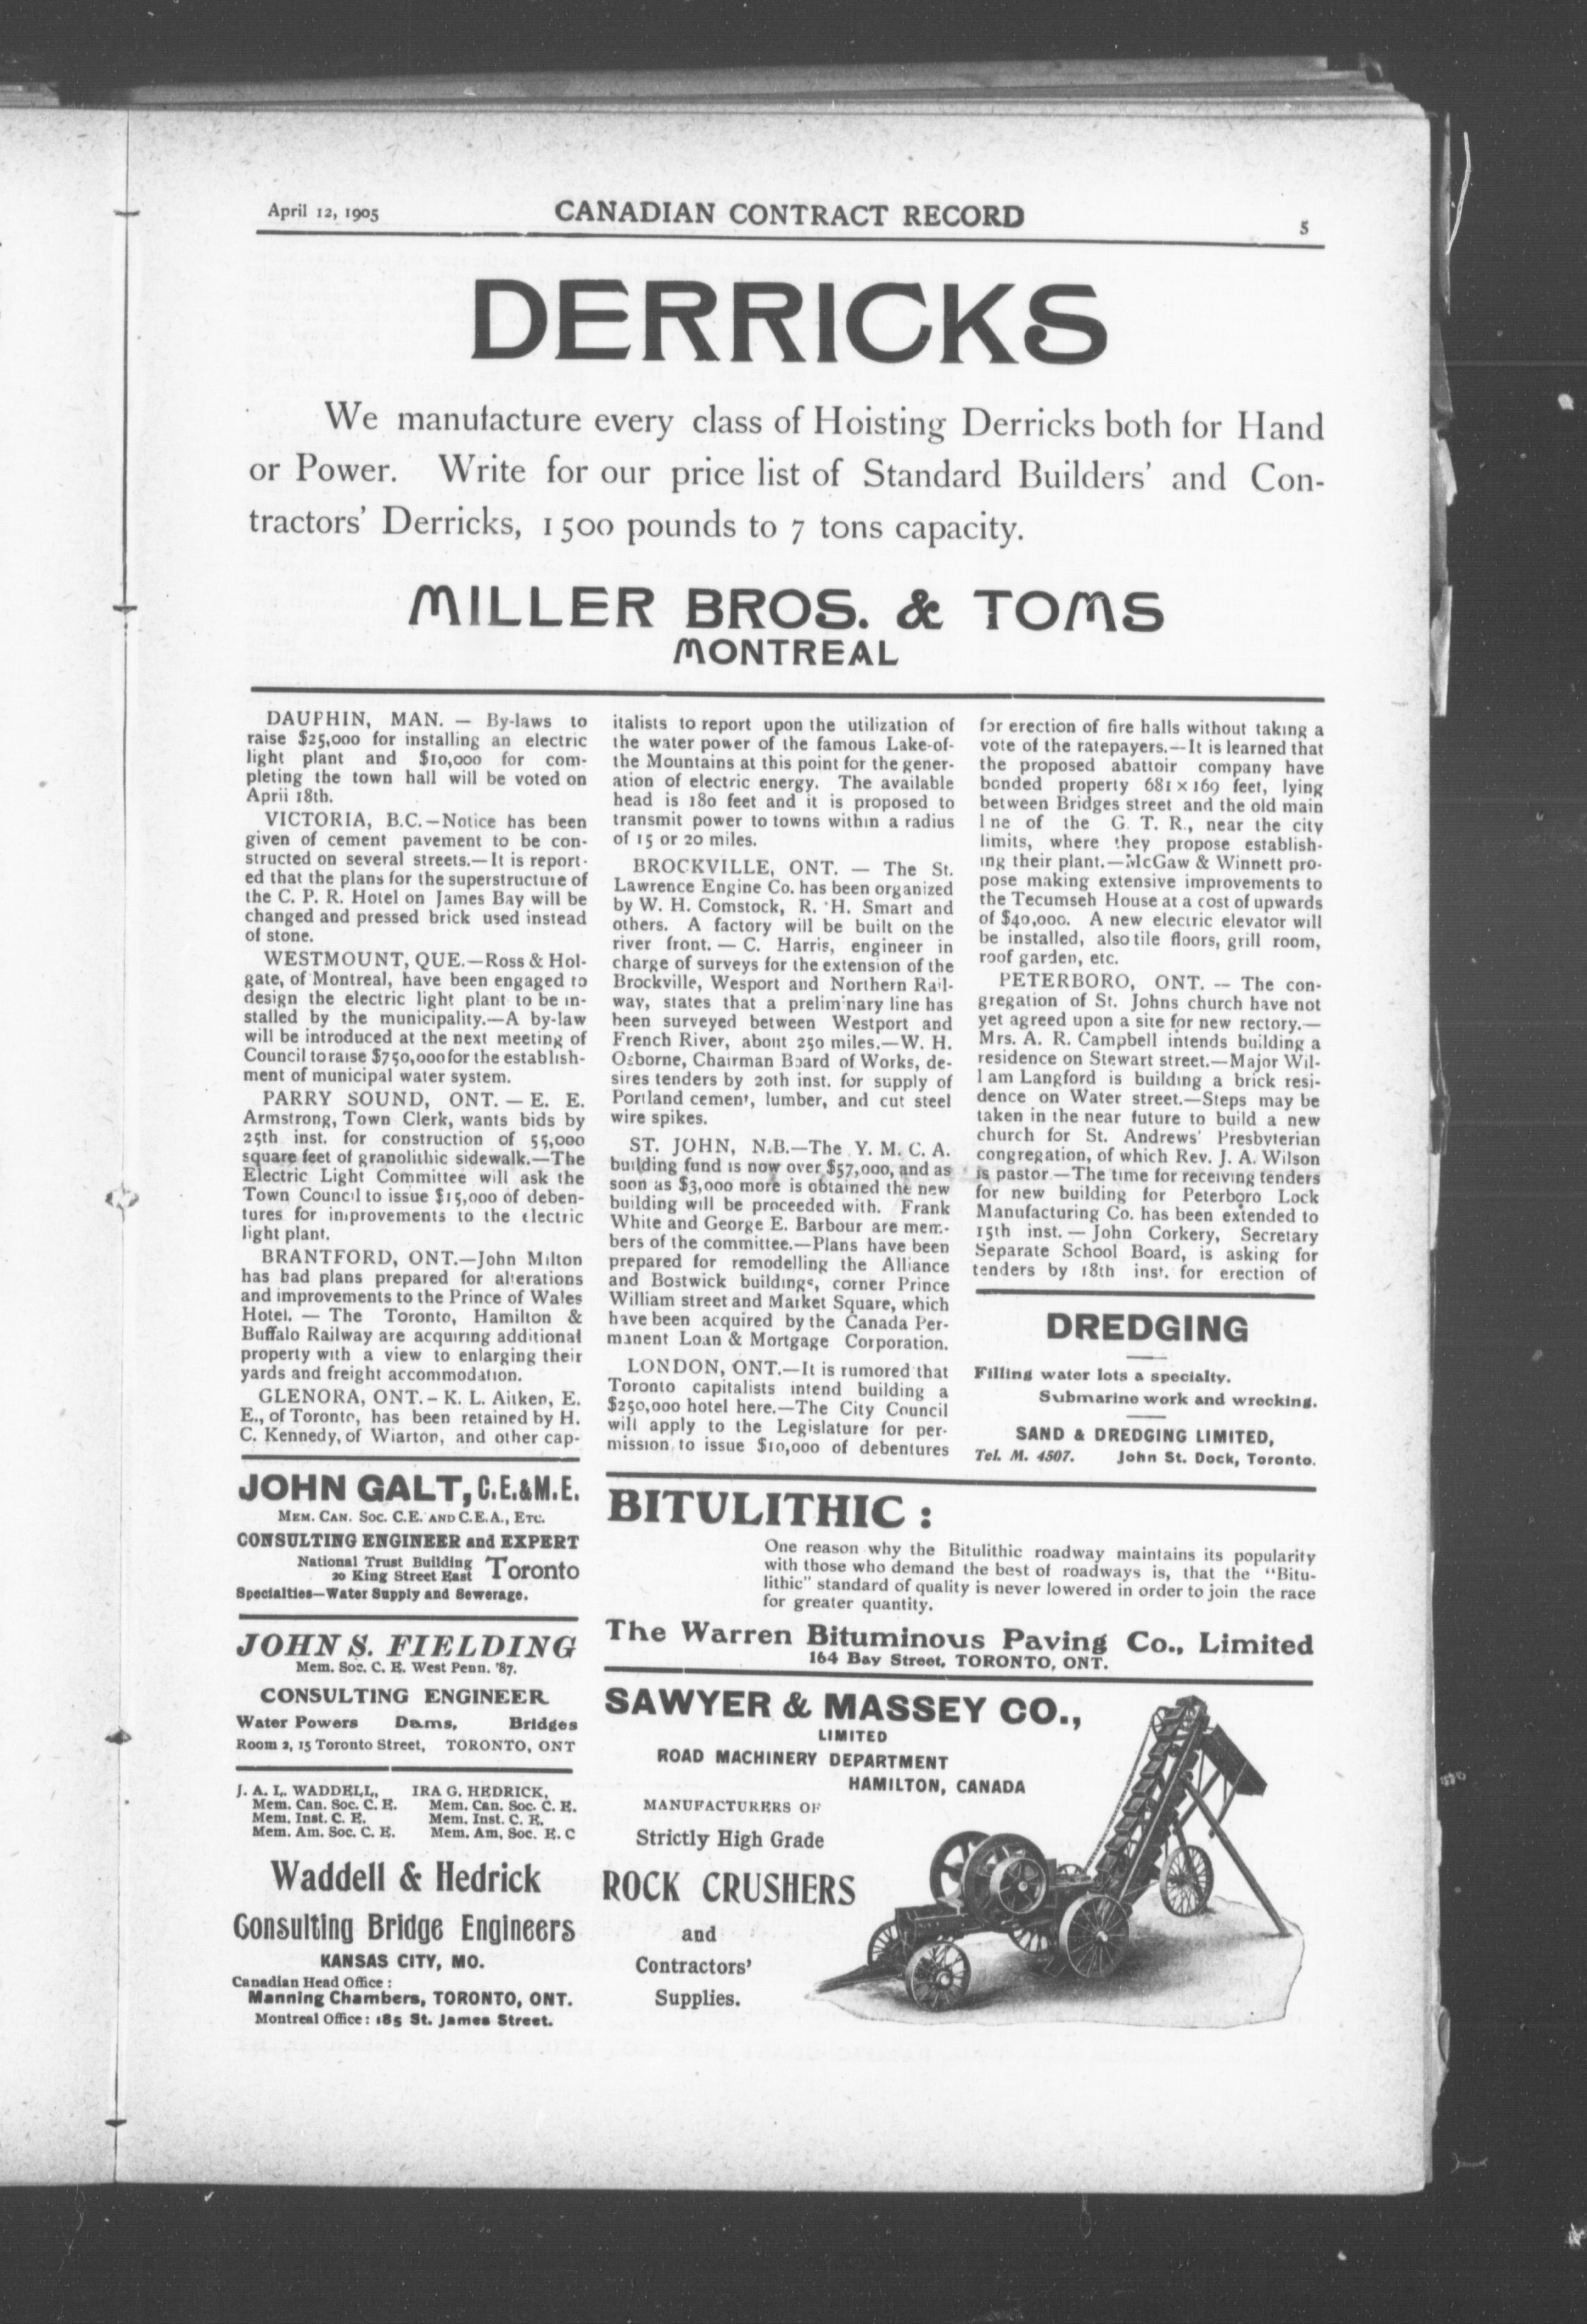 April 12, 1905
CANADIAN CONTRACT RECORD
5
DERRICKS
We manufacture every class of Hoisting Derricks both for Hand
or Power. Write for our price list of Standard Builders' and Con-
tractors' Derricks, 1500 pounds to 7 tons capacity.
MILLER BROS. & TOMS
MONTREAL
DAUPHIN, MAN. — By-laws to
raise $25,000 for installing an electric
light plant and $10,000 for com-
pleting the town hall will be voted on
April 18th.
VICTORIA, B.C.—Notice has been
given of cement pavement to be con-
structed on several streets.—It is report-
ed that the plans for the superstructure of
the C. P. R. Hotel on James Bay will be
changed and pressed brick used instead
of stone.
WESTMOUNT, QUE.—Ross & Hol-
gate, of Montreal, have been engaged to
design the electric light plant to be in-
stalled by the municipality.—A by-law
will be introduced at the next meeting of
Council to raise $750,000 for the establish-
ment of municipal water system.
PARRY SOUND, ONT. — E. E.
Armstrong, Town Clerk, wants bids by
25th inst. for construction of 55,000
square feet of granolithic sidewalk.—The
Electric Light Committee will ask the
Town Council to issue $15,000 of deben-
tures for improvements to the electric
light plant.
BRANTFORD, ONT.—John Milton
has had plans prepared for alterations
and improvements to the Prince of Wales
Hotel. — The Toronto, Hamilton &
Buffalo Railway are acquiring additional
property with a view to enlarging their
yards and freight accommodation.
GLENORA, ONT.- K. L. Aitken, E.
E., of Toronto, has been retained by H.
C. Kennedy, of Wiarton, and other cap-
italists to report upon the utilization of
the water power of the famous Lake-of-
the Mountains at this point for the gener-
ation of electric energy. The available
head is 180 feet and it is proposed to
transmit power to towns within a radius
of 15 or 20 miles.
BROCKVILLE, ONT. — The St.
Lawrence Engine Co. has been organized
by W. H. Comstock, R. H. Smart and
others. A factory will be built on the
river front. — C. Harris, engineer in
charge of surveys for the extension of the
Brockville, Wesport and Northern Rail-
way, states that a preliminary line has
been surveyed between Westport and
French River, about 250 miles.—W. H.
Osborne, Chairman Board of Works, de-
sires tenders by 20th inst. for supply of
Portland cement, lumber, and cut steel
wire spikes.
ST. JOHN, N.B.—The Y. M. C. A.
building fund is now over $57,000, and as
soon as $3,000 more is obtained the new
building will be proceeded with. Frank
White and George E. Barbour are mem-
bers of the committee.—Plans have been
prepared for remodelling the Alliance
and Bostwick buildings, corner Prince
William street and Market Square, which
have been acquired by the Canada Per-
manent Loan & Mortgage Corporation.
LONDON, ONT.—It is rumored that
Toronto capitalists intend building a
$250,000 hotel here.—The City Council
will apply to the Legislature for per-
mission to issue $10,000 of debentures
for erection of fire halls without taking a
vote of the ratepayers.—It is learned that
the proposed abattoir company have
bonded property 681 x 169 feet, lying
between Bridges street and the old main
l ne of the G. T. R., near the city
limits, where they propose establish-
ing their plant.—McGaw & Winnett pro-
pose making extensive improvements to
the Tecumseh House at a cost of upwards
of $40,000. A new electric elevator will
be installed, also tile floors, grill room,
roof garden, etc.
PETERBORO, ONT. — The con-
gregation of St. Johns church have not
yet agreed upon a site for new rectory.—
Mrs. A. R. Campbell intends building a
residence on Stewart street.—Major Wil-
l am Langford is building a brick resi-
dence on Water street.—Steps may be
taken in the near future to build a new
church for St. Andrews' Presbyterian
congregation, of which Rev. J. A. Wilson
is pastor.—The time for receiving tenders
for new building for Peterboro Lock
Manufacturing Co. has been extended to
15th inst. — John Corkery, Secretary
Separate School Board, is asking for
tenders by 18th inst. for erection of
DREDGING
Filling water lots a specialty.
Submarine work and wrecking.
SAND & DREDGING LIMITED,
Tel. M. 4507. John St. Dock, Toronto.
JOHN GALT, C.E.&M.E.
MEM. CAN. SOC. C.E. AND C.E.A., ETC.
CONSULTING ENGINEER and EXPERT
National Trust Building
20 King Street East Toronto
Specialties—Water Supply and Sewerage.
JOHN S. FIELDING
Mem. Soc. C. E. West Penn. '87.
CONSULTING ENGINEER
Water Powers Dams, Bridges
Room 2, 15 Toronto Street, TORONTO, ONT
J. A. L. WADDELL, IRA G. HEDRICK,
Mem. Can. Soc. C. E. Mem. Can. Soc. C. E.
Mem. Inst. C. E. Mem. Inst. C. E.
Mem. Am. Soc. C. E. Mem. Am, Soc. E. C
Waddell & Hedrick
Consulting Bridge Engineers
KANSAS CITY, MO.
Canadian Head Office:
Manning Chambers, TORONTO, ONT.
Montreal Office: 185 St. James Street.
BITULITHIC:
One reason why the Bitulithic roadway maintains its popularity
with those who demand the best of roadways is, that the "Bitu-
lithic" standard of quality is never lowered in order to join the race
for greater quantity.
The Warren Bituminous Paving Co., Limited
164 Bay Street, TORONTO, ONT.
SAWYER & MASSEY CO.,
LIMITED
ROAD MACHINERY DEPARTMENT
HAMILTON, CANADA
MANUFACTURERS OF
Strictly High Grade
ROCK CRUSHERS
and
Contractors'
Supplies.